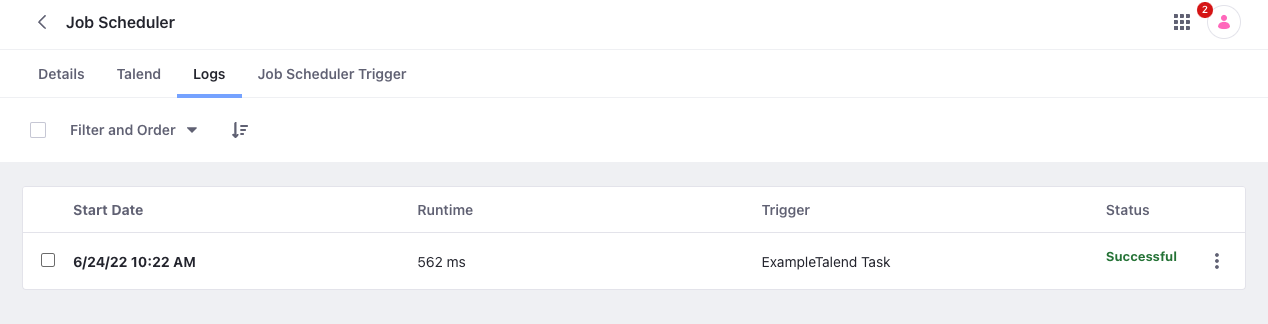 Job Scheduler
2
Details Talend Logs Job Scheduler Trigger
Filter and Order
Start Date Runtime Trigger Status
6/24/22 10:22 AM 562 ms ExampleTalend Task Successful